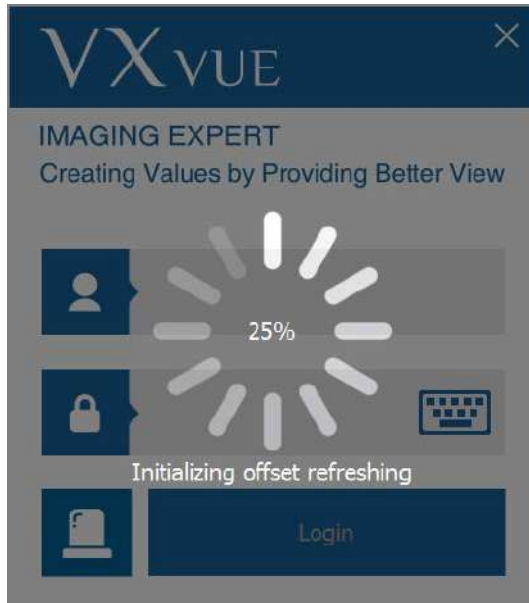 VXVUE
IMAGING EXPERT
Creating Values by Providing Better View
25%
Initializing offset refreshing
Login